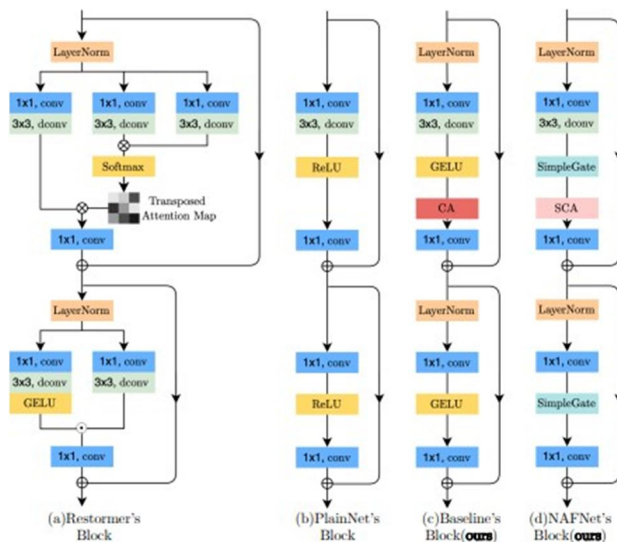 LayerNorm
1x1, conv
3x3, dconv
1x1, conv
3x3, dconv
1x1, conv
3x3, dconv
Softmax
Transposed
Attention Map
1x1, conv
LayerNorm
1x1, conv
3x3, dconv
GELU
1x1, conv
3x3, dconv
1x1, conv
(a)Restormer's
Block
1x1, conv
3x3, dconv
ReLU
1x1, conv
1x1, conv
ReLU
1x1, conv
(b)PlainNet's
Block
LayerNorm
1x1, conv
3x3, dconv
GELU
CA
1x1, conv
LayerNorm
1x1, conv
GELU
1x1, conv
(c)Baseline's
Block(ours)
LayerNorm
1x1, conv
3x3, dconv
SimpleGate
SCA
1x1, conv
LayerNorm
1x1, conv
SimpleGate
1x1, conv
(d)NAFNet's
Block(ours)